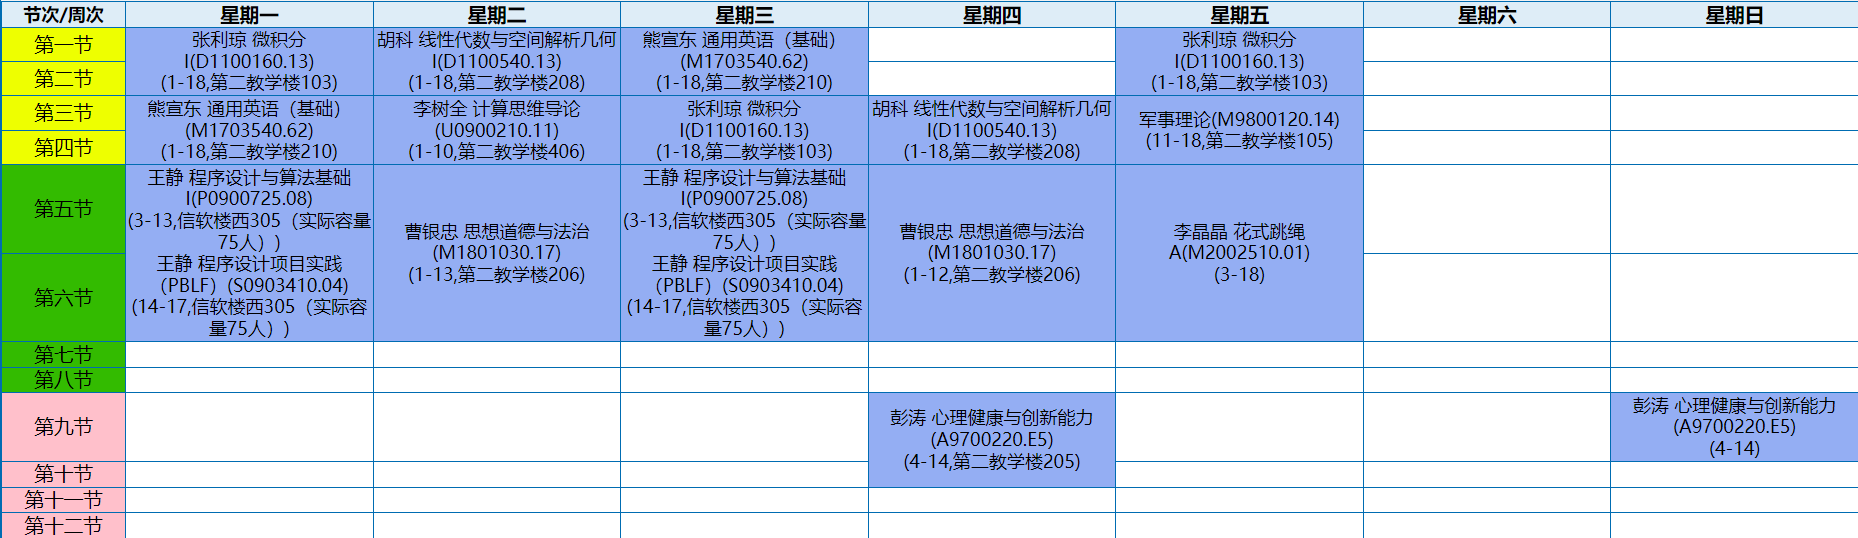 节次/周次 星期一 星期二 星期三 星期四 星期五 星期六 星期日
第一节
第二节
张利琼 微积分
I(D1100160.13)
(1-18,第二教学楼103)
胡科 线性代数与空间解析几何
I(D1100540.13)
(1-18,第二教学楼208)
熊宣东 通用英语（基础）
(M1703540.62)
(1-18,第二教学楼210)
张利琼 微积分
I(D1100160.13)
(1-18,第二教学楼103)
第三节
第四节
熊宣东 通用英语（基础）
(M1703540.62)
(1-18,第二教学楼210)
李树全 计算思维导论
(U0900210.11)
(1-10,第二教学楼406)
张利琼 微积分
I(D1100160.13)
(1-18,第二教学楼103)
胡科 线性代数与空间解析几何
I(D1100540.13)
(1-18,第二教学楼208)
军事理论(M9800120.14)
(11-18,第二教学楼105)
第五节
第六节
王静 程序设计与算法基础
I(P0900725.08)
(3-13,信软楼西305（实际容量
75人）)
王静 程序设计项目实践
（PBLF）(S0903410.04)
(14-17,信软楼西305（实际容
量75人）)
曹银忠 思想道德与法治
(M1801030.17)
(1-13,第二教学楼206)
王静 程序设计与算法基础
I(P0900725.08)
(3-13,信软楼西305（实际容量
75人）)
王静 程序设计项目实践
（PBLF）(S0903410.04)
(14-17,信软楼西305（实际容
量75人）)
曹银忠 思想道德与法治
(M1801030.17)
(1-12,第二教学楼206)
李晶晶 花式跳绳
A(M2002510.01)
(3-18)
第七节
第八节
第九节
第十节
彭涛 心理健康与创新能力
(A9700220.E5)
(4-14,第二教学楼205)
彭涛 心理健康与创新能力
(A9700220.E5)
(4-14)
第十一节
第十二节